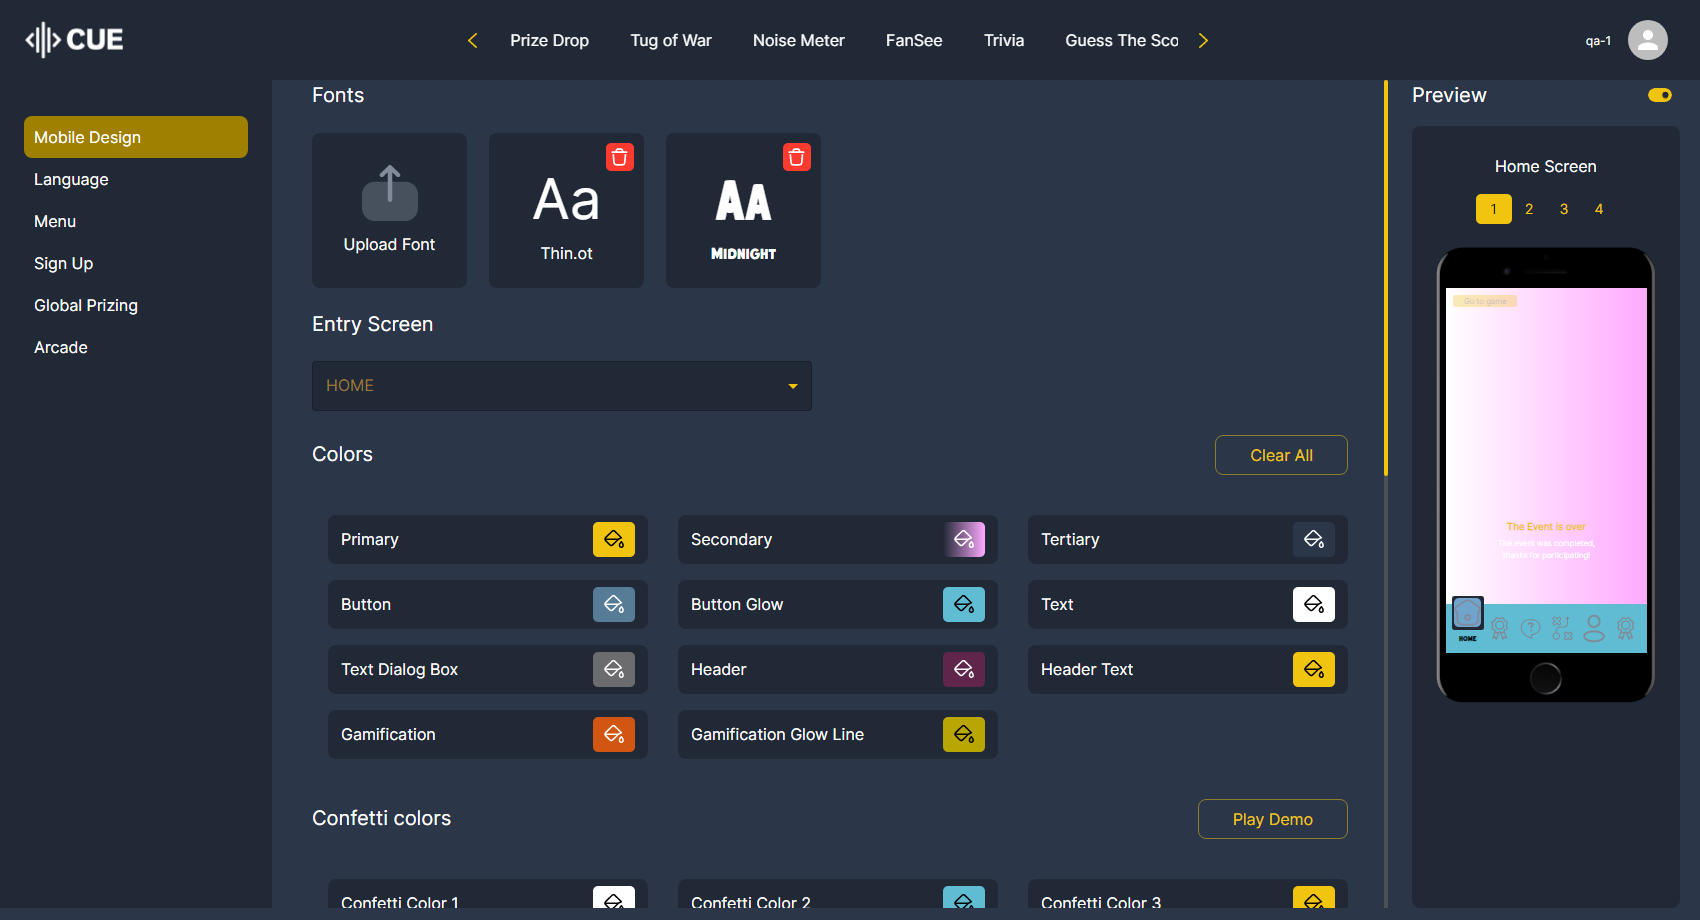 CUE
Prize Drop
Tug of War
Noise Meter
FanSee
Trivia
Guess The Sco
qa-1
Mobile Design
Language
Menu
Sign Up
Global Prizing
Arcade
Fonts
Upload Font
Aa
Thin.ot
AA
MIDNIGHT
Entry Screen
HOME
Colors
Clear All
Primary
Secondary
Tertiary
Button
Button Glow
Text
Text Dialog Box
Header
Header Text
Gamification
Gamification Glow Line
Confetti colors
Play Demo
Confetti Color 1
Confetti Color 2
Confetti Color 3
Preview
Home Screen
1 2 3 4
Go to game
The Event is over
The event was completed,
thanks for participating!
HOME